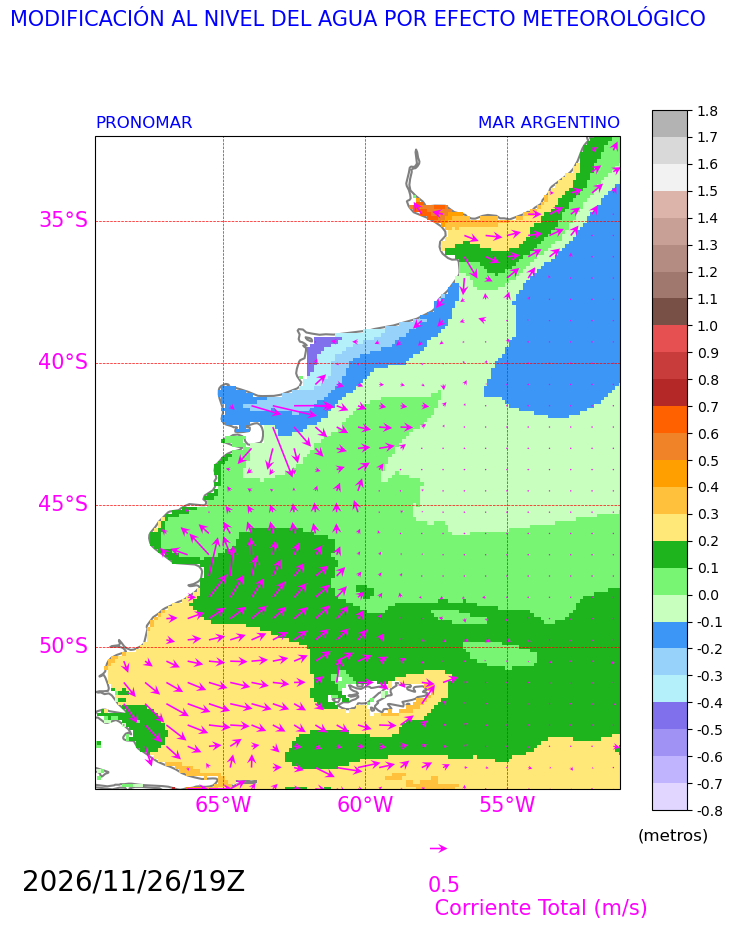 MODIFICACIÓN AL NIVEL DEL AGUA POR EFECTO METEOROLÓGICO
PRONOMAR MAR ARGENTINO
35°S
40°S
45°S
50°S
65°W 60°W 55°W
1.8
1.7
1.6
1.5
1.4
1.3
1.2
1.1
1.0
0.9
0.8
0.7
0.6
0.5
0.4
0.3
0.2
0.1
0.0
-0.1
-0.2
-0.3
-0.4
-0.5
-0.6
-0.7
-0.8
(metros)
2026/11/26/19Z
0.5
Corriente Total (m/s)